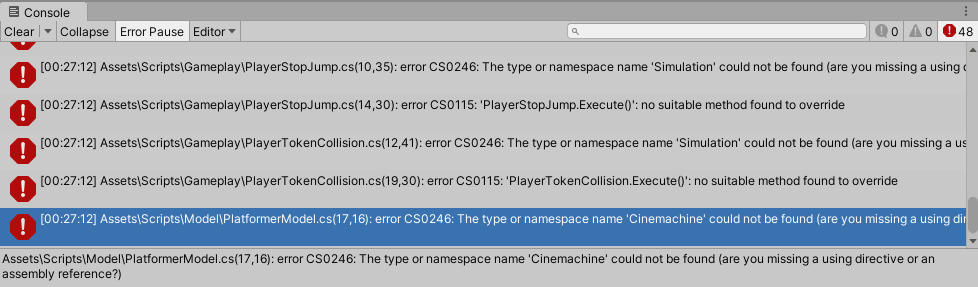 Console
Clear Collapse Error Pause Editor 0 0 48
[00:27:12] Assets\Scripts\Gameplay\PlayerStopJump.cs(10,35): error CS0246: The type or namespace name 'Simulation' could not be found (are you missing a using
[00:27:12] Assets\Scripts\Gameplay\PlayerStopJump.cs(14,30): error CS0115: 'PlayerStopJump.Execute()': no suitable method found to override
[00:27:12] Assets\Scripts\Gameplay\PlayerTokenCollision.cs(12,41): error CS0246: The type or namespace name 'Simulation' could not be found (are you missing a
[00:27:12] Assets\Scripts\Gameplay\PlayerTokenCollision.cs(19,30): error CS0115: 'PlayerTokenCollision.Execute()': no suitable method found to override
[00:27:12] Assets\Scripts\Model\PlatformerModel.cs(17,16): error CS0246: The type or namespace name 'Cinemachine' could not be found (are you missing a using
Assets\Scripts\Model\PlatformerModel.cs(17,16): error CS0246: The type or namespace name 'Cinemachine' could not be found (are you missing a using directive or an
assembly reference?)